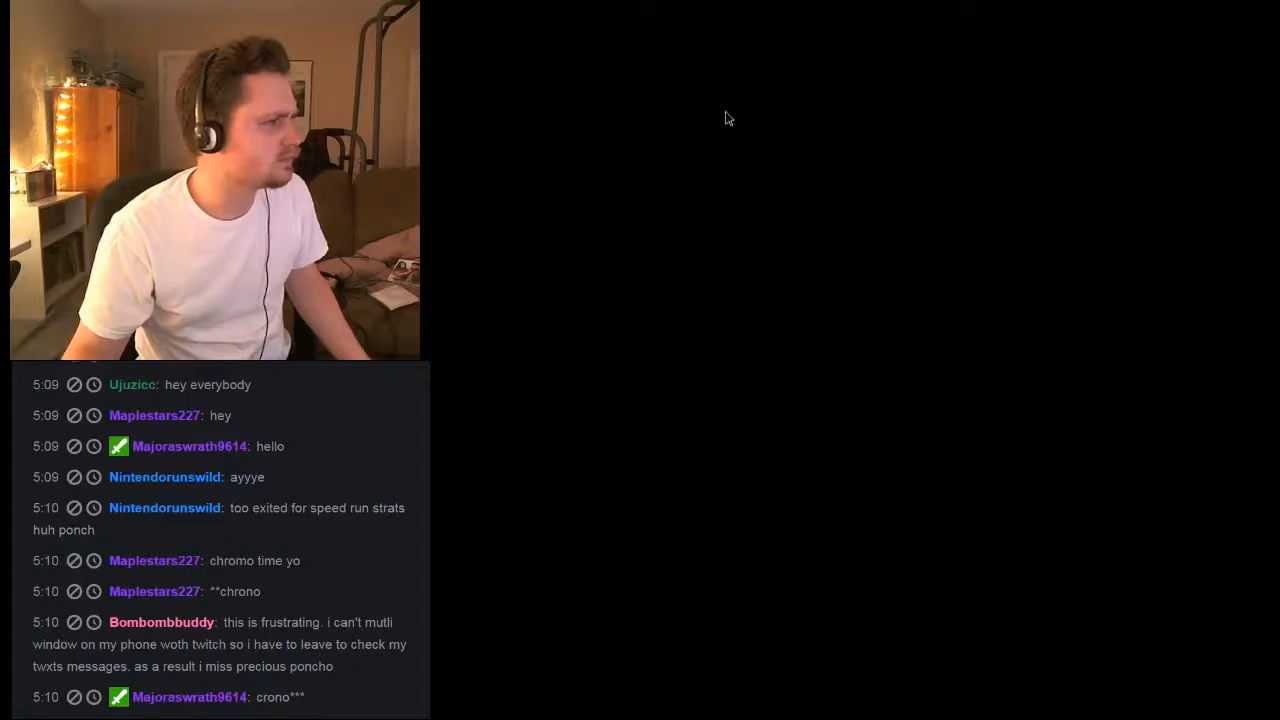 5:09 Ujuzicc: hey everybody
5:09 Maplestars227: hey
5:09 Majoraswrath9614: hello
5:09 Nintendorunswild: ayyye
5:10 Nintendorunswild: too exited for speed run strats
huh ponch
5:10 Maplestars227: chromo time yo
5:10 Maplestars227: **chrono
5:10 Bombombbuddy: this is frustrating. i can't mutli
window on my phone woth twitch so i have to leave to check my
twxts messages. as a result i miss precious poncho
5:10 Majoraswrath9614: crono***